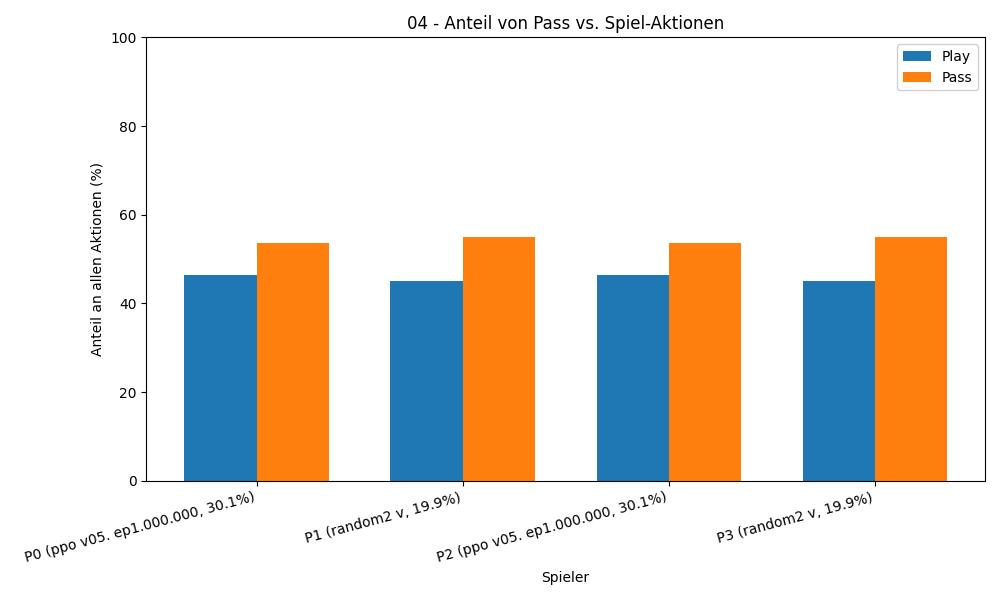 04 - Anteil von Pass vs. Spiel-Aktionen
Play
Pass
Anteil an allen Aktionen (%)
100
80
60
40
20
0
P0 (ppo v05. ep1.000.000, 30.1%)
P1 (random2 v, 19.9%)
P2 (ppo v05. ep1.000.000, 30.1%)
P3 (random2 v, 19.9%)
Spieler